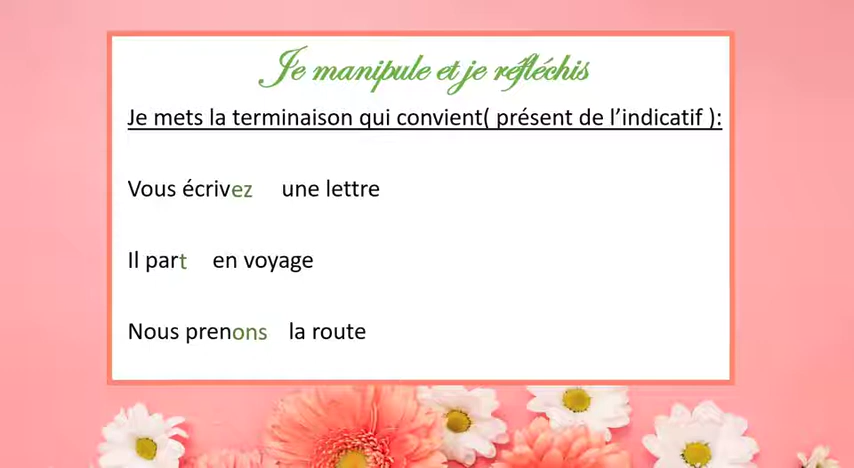 Je manipule et je réfléchis
Je mets la terminaison qui convient( présent de l’indicatif ):
Vous écrivez une lettre
Il part en voyage
Nous prenons la route